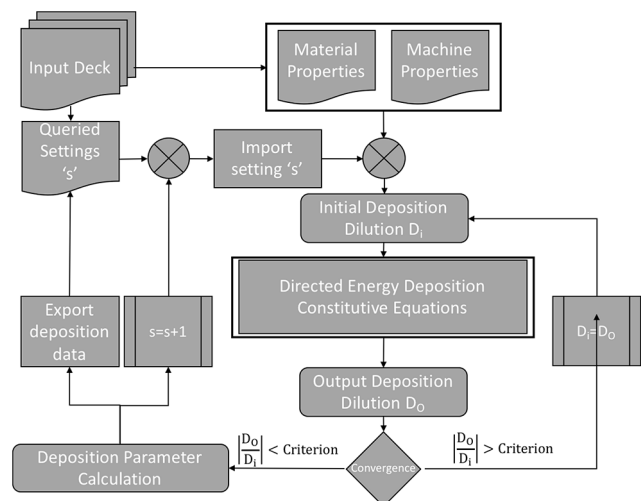 Input Deck
Material
Properties
Machine
Properties
Queried
Settings
‘s’
Import
setting ‘s’
Initial Deposition
Dilution Di
Directed Energy Deposition
Constitutive Equations
Export
deposition
data
s=s+1
Di=DO
Output Deposition
Dilution DO
|DO/Di| < Criterion
|DO/Di| > Criterion
Convergence
Deposition Parameter
Calculation